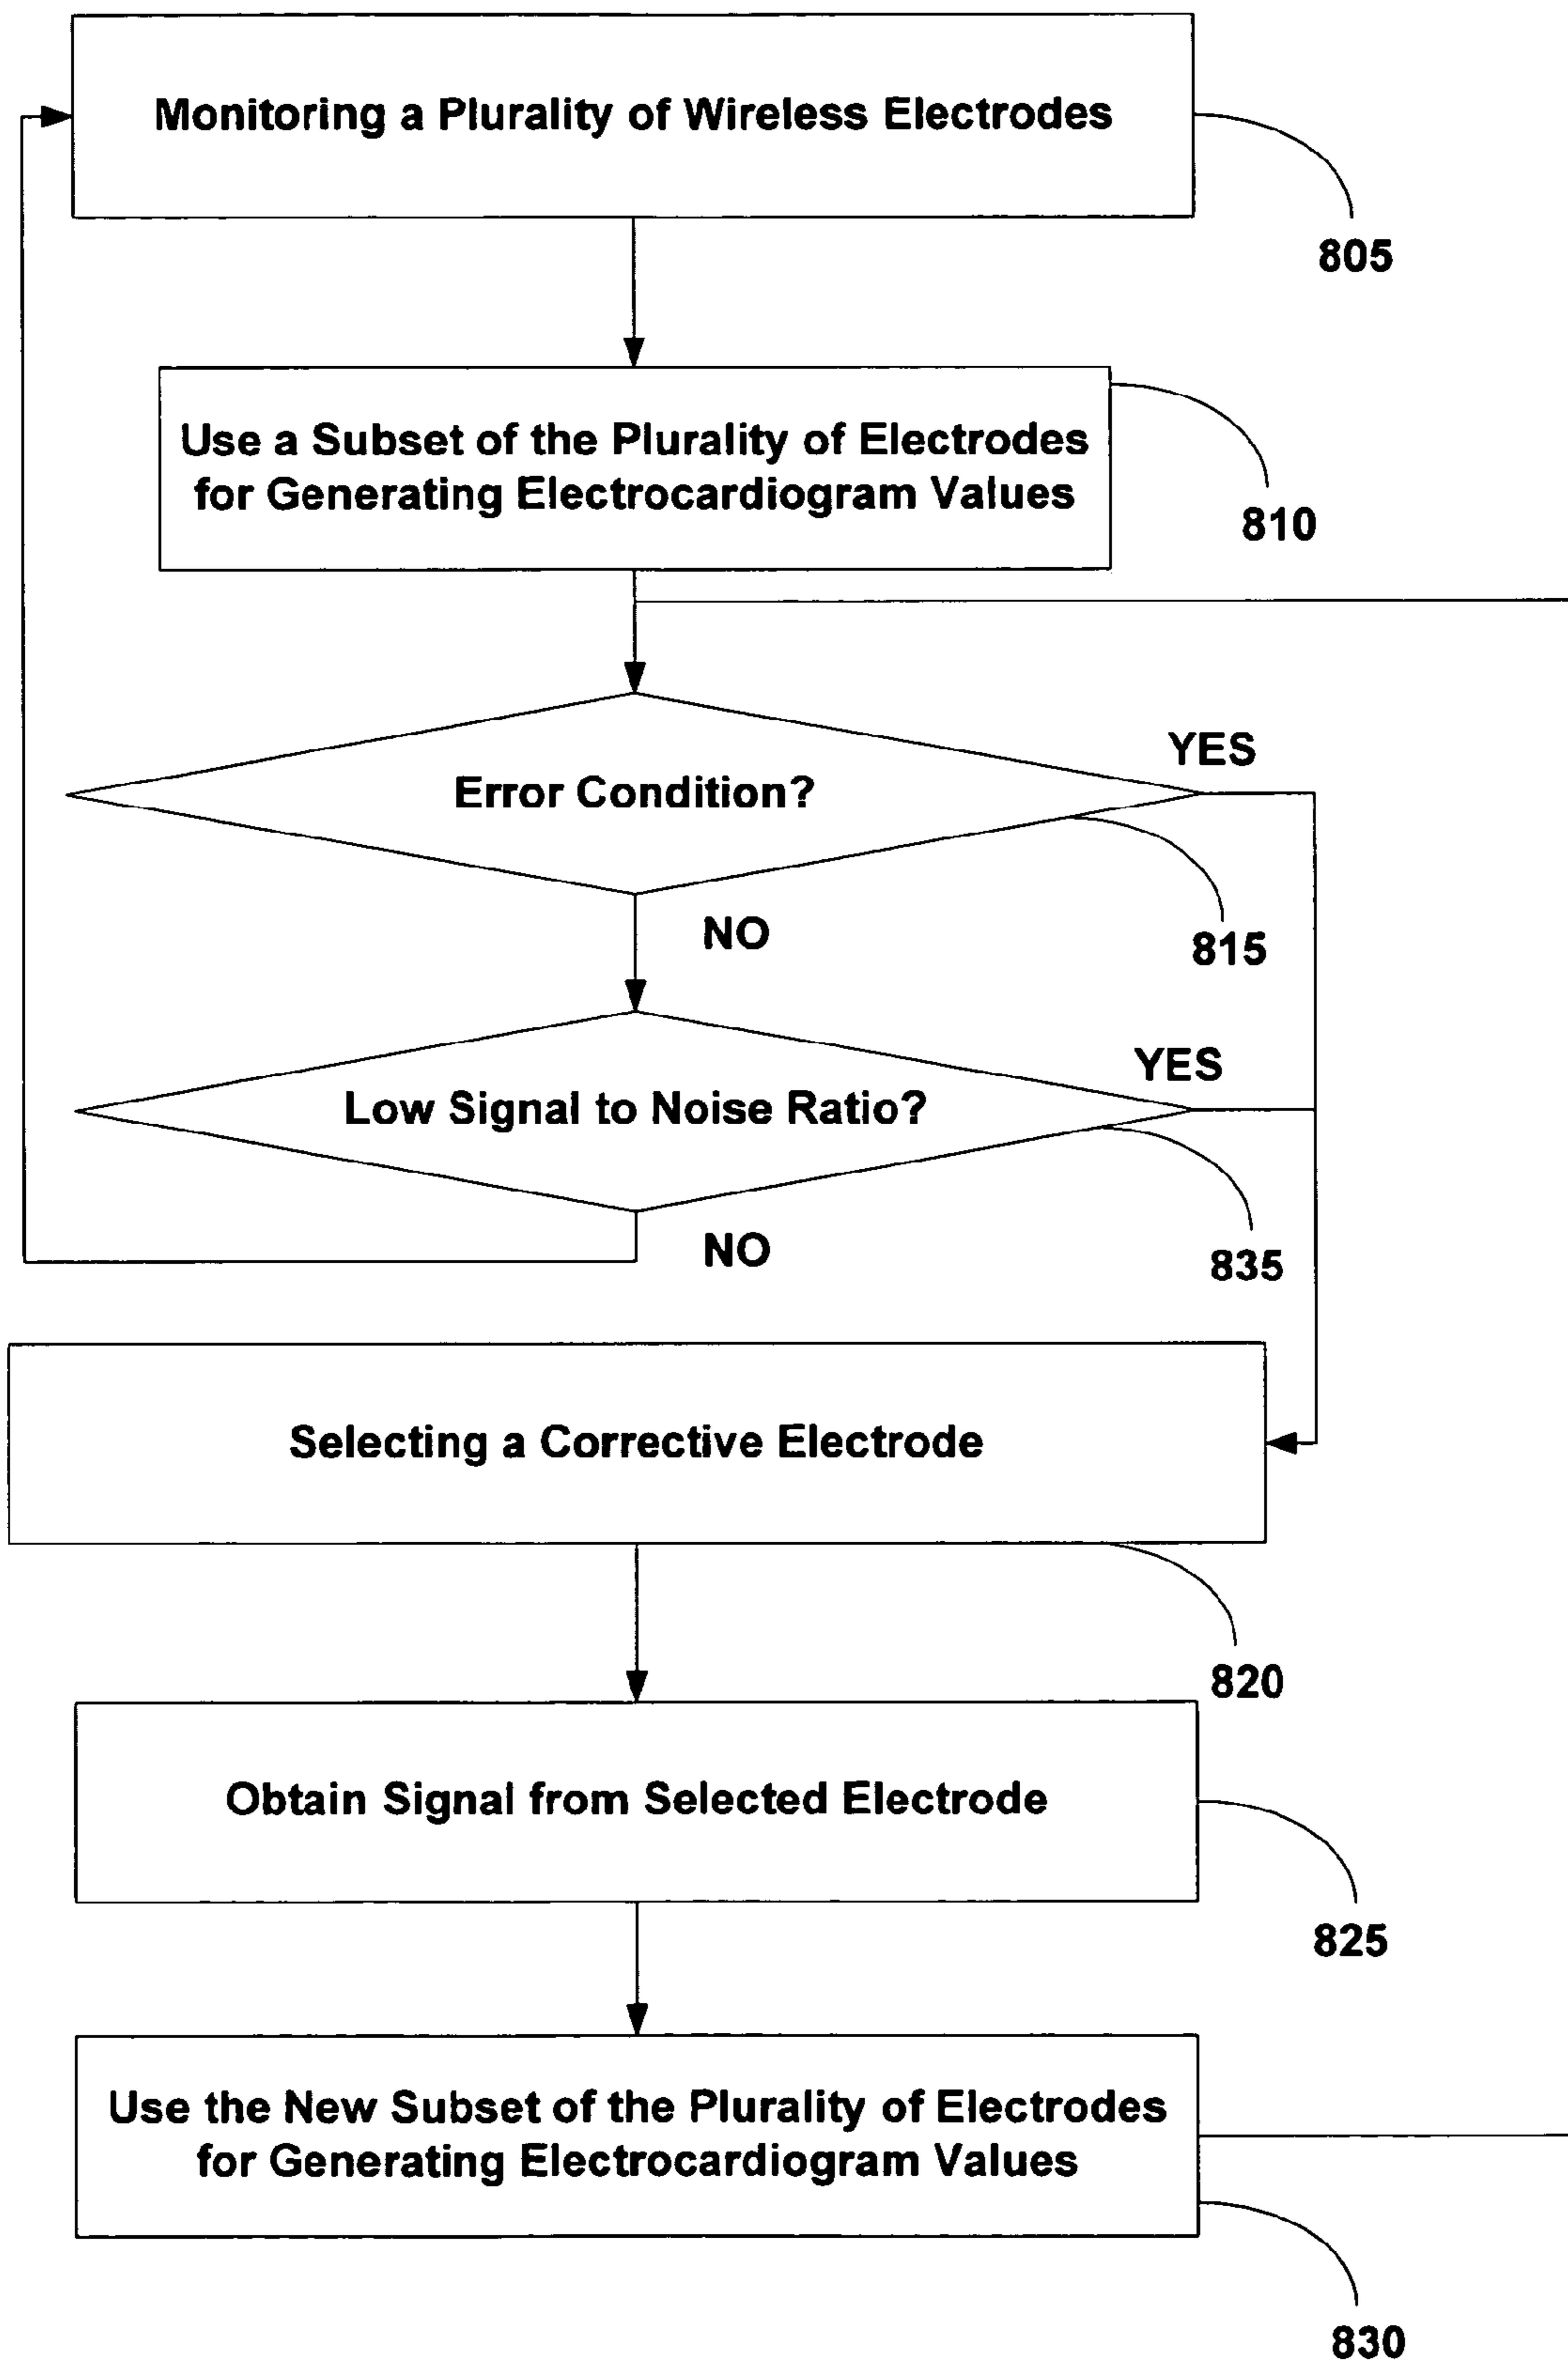 Monitoring a Plurality of Wireless Electrodes
805
Use a Subset of the Plurality of Electrodes
for Generating Electrocardiogram Values
810
Error Condition?
YES
815
NO
Low Signal to Noise Ratio?
YES
835
NO
Selecting a Corrective Electrode
820
Obtain Signal from Selected Electrode
825
Use the New Subset of the Plurality of Electrodes
for Generating Electrocardiogram Values
830